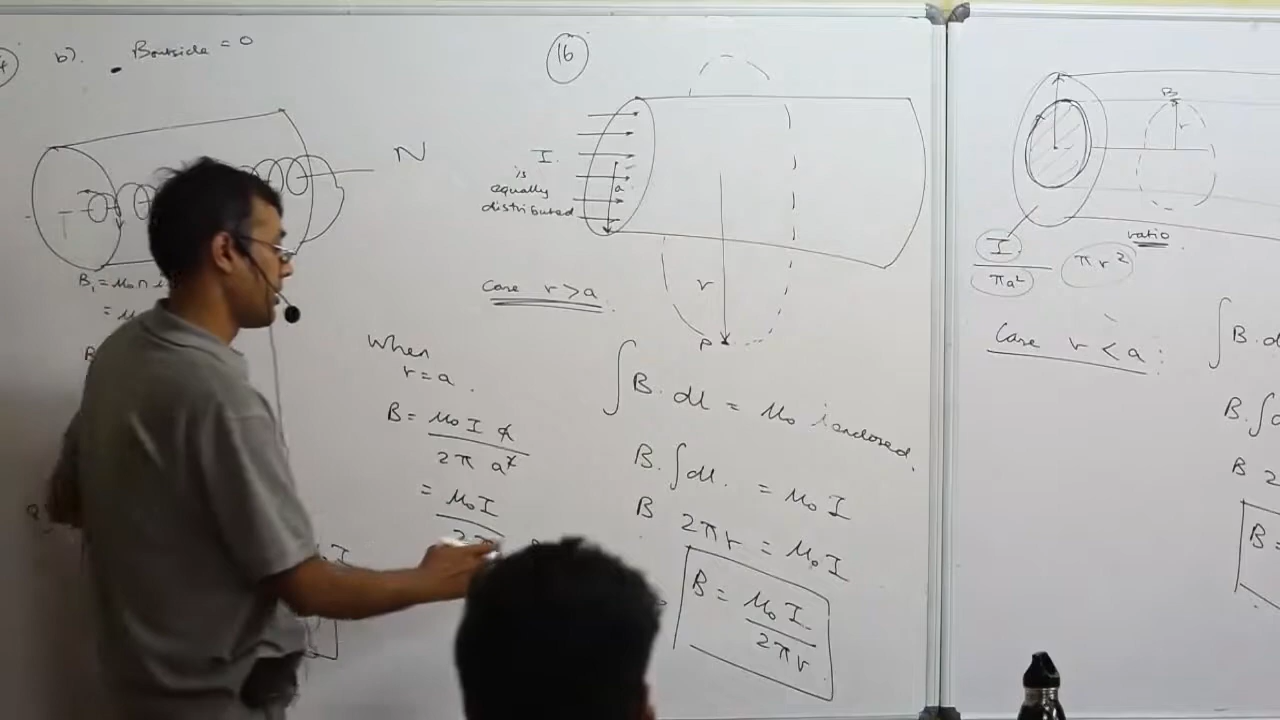 b). Boutside = 0
N
B₁ = μ₀ n i
= μ
16
I
is
equally
distributed
a
r
P
Case r > a.
When
r = a.
B = μ₀ I a / 2π a²
= μ₀ I
∫ B. dl = μ₀ i enclosed.
B. ∫ dl. = μ₀ I
B 2πr = μ₀ I
B = μ₀ I / 2πr
r
ratio
I / πa² πr²
Case r < a :
∫ B. d
B. ∫
B 2
B =